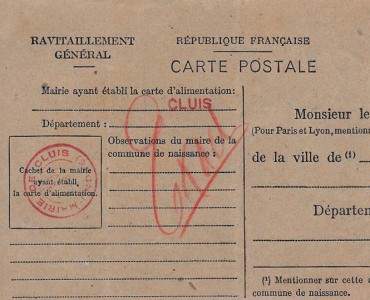 RAVITAILLEMENT
GÉNÉRAL
RÉPUBLIQUE FRANÇAISE
CARTE POSTALE
Mairie ayant établi la carte d'alimentation:
CLUIS
Département :
Observations du maire de la
commune de naissance :
Cachet de la mairie
ayant établi
la carte d'alimentation.
MAIRIE DE CLUIS
Monsieur le
(Pour Paris et Lyon, mention
de la ville de (1)
Départem
(1) Mentionner sur cette
commune de naissance.